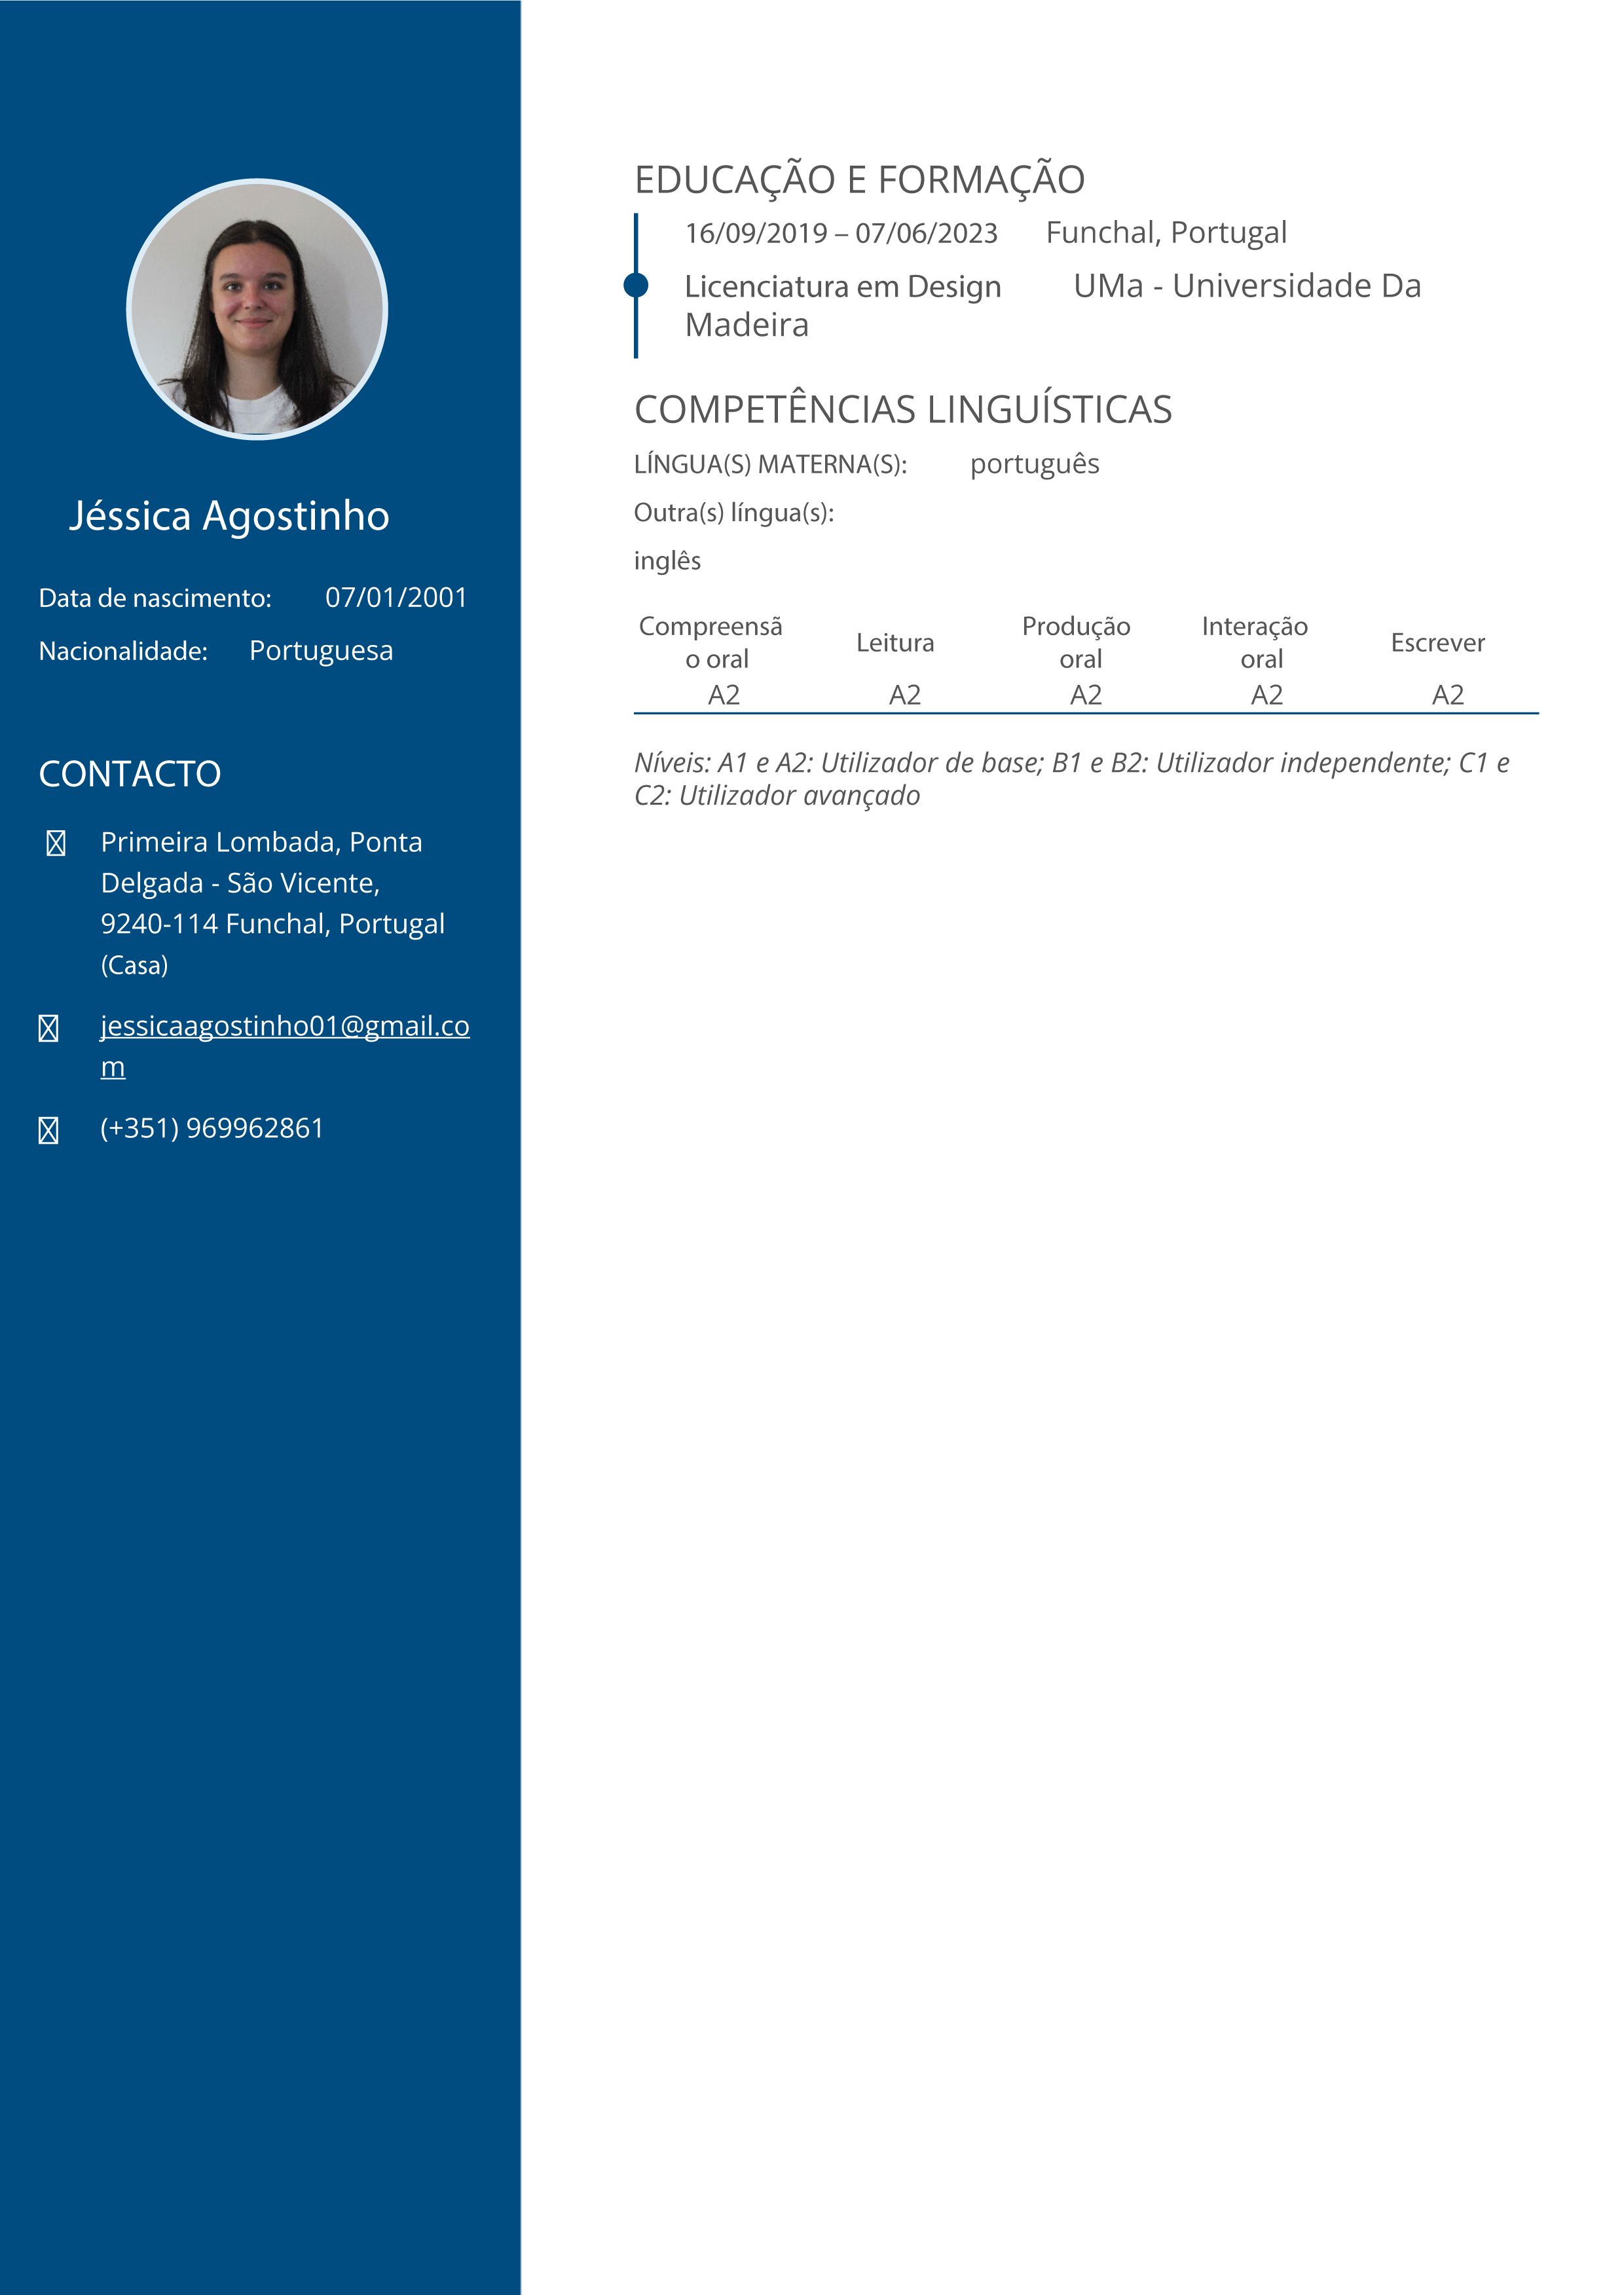 Jéssica Agostinho
Data de nascimento: 07/01/2001
Nacionalidade: Portuguesa
CONTACTO
Primeira Lombada, Ponta
Delgada - São Vicente,
9240-114 Funchal, Portugal
(Casa)
jessicaagostinho01@gmail.co
m
(+351) 969962861
EDUCAÇÃO E FORMAÇÃO
16/09/2019 – 07/06/2023 Funchal, Portugal
Licenciatura em Design UMa - Universidade Da
Madeira
COMPETÊNCIAS LINGUÍSTICAS
LÍNGUA(S) MATERNA(S): português
Outra(s) língua(s):
inglês
Compreensã
o oral
Leitura
Produção
oral
Interação
oral
Escrever
A2 A2 A2 A2 A2
Níveis: A1 e A2: Utilizador de base; B1 e B2: Utilizador independente; C1 e
C2: Utilizador avançado